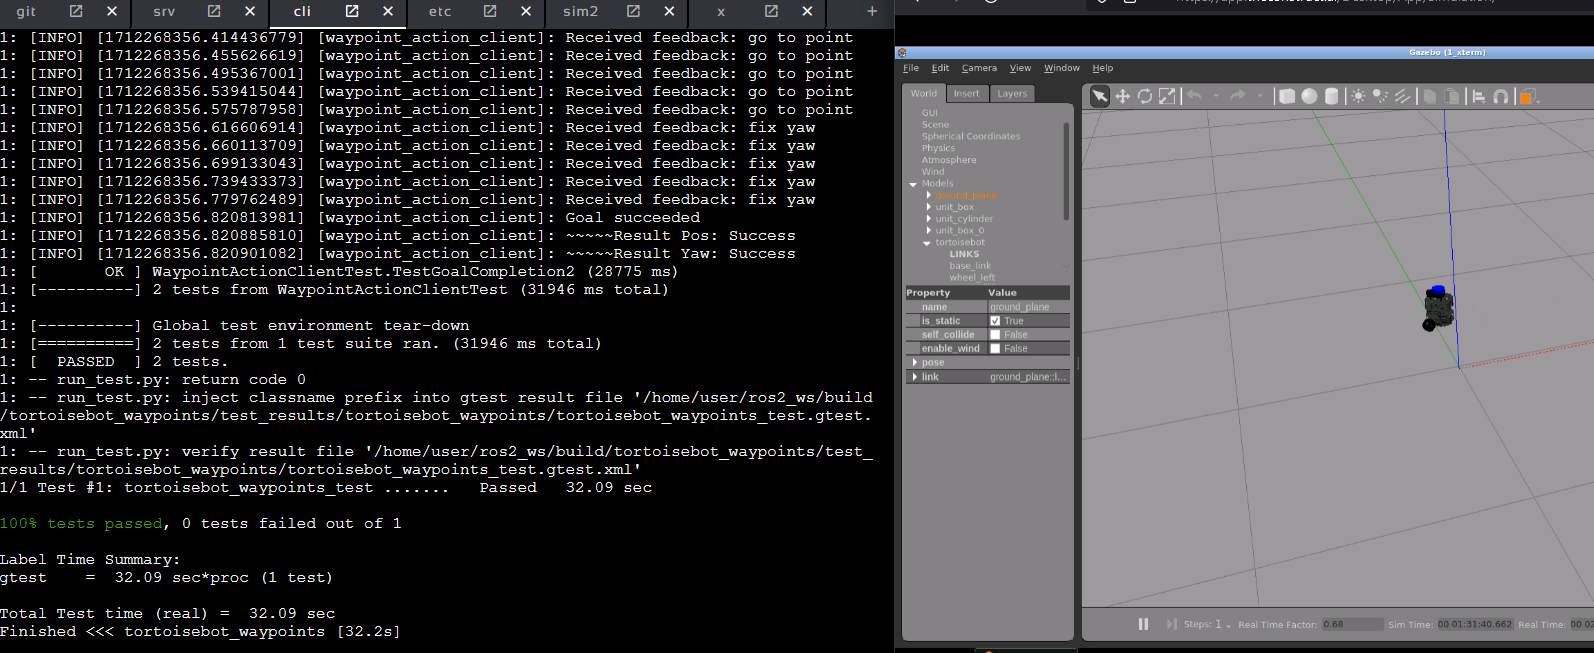 git srv cli etc sim2 x +
1: [INFO] [1712268356.414436779] [waypoint_action_client]: Received feedback: go to point
1: [INFO] [1712268356.455626619] [waypoint_action_client]: Received feedback: go to point
1: [INFO] [1712268356.495367001] [waypoint_action_client]: Received feedback: go to point
1: [INFO] [1712268356.539415044] [waypoint_action_client]: Received feedback: go to point
1: [INFO] [1712268356.575787958] [waypoint_action_client]: Received feedback: go to point
1: [INFO] [1712268356.616606914] [waypoint_action_client]: Received feedback: fix yaw
1: [INFO] [1712268356.660113709] [waypoint_action_client]: Received feedback: fix yaw
1: [INFO] [1712268356.699133043] [waypoint_action_client]: Received feedback: fix yaw
1: [INFO] [1712268356.739433373] [waypoint_action_client]: Received feedback: fix yaw
1: [INFO] [1712268356.779762489] [waypoint_action_client]: Received feedback: fix yaw
1: [INFO] [1712268356.820813981] [waypoint_action_client]: Goal succeeded
1: [INFO] [1712268356.820885810] [waypoint_action_client]: ~~~~~Result Pos: Success
1: [INFO] [1712268356.820901082] [waypoint_action_client]: ~~~~~Result Yaw: Success
1: [       OK ] WaypointActionClientTest.TestGoalCompletion2 (28775 ms)
1: [----------] 2 tests from WaypointActionClientTest (31946 ms total)
1:
1: [----------] Global test environment tear-down
1: [==========] 2 tests from 1 test suite ran. (31946 ms total)
1: [  PASSED  ] 2 tests.
1: -- run_test.py: return code 0
1: -- run_test.py: inject classname prefix into gtest result file '/home/user/ros2_ws/build
/tortoisebot_waypoints/test_results/tortoisebot_waypoints/tortoisebot_waypoints_test.gtest.
xml'
1: -- run_test.py: verify result file '/home/user/ros2_ws/build/tortoisebot_waypoints/test_
results/tortoisebot_waypoints/tortoisebot_waypoints_test.gtest.xml'
1/1 Test #1: tortoisebot_waypoints_test .......   Passed   32.09 sec
100% tests passed, 0 tests failed out of 1
Label Time Summary:
gtest    =  32.09 sec*proc (1 test)
Total Test time (real) =  32.09 sec
Finished <<< tortoisebot_waypoints [32.2s]
Gazebo (1_xterm)
File Edit Camera View Window Help
World Insert Layers
GUI
Scene
Spherical Coordinates
Physics
Atmosphere
Wind
Models
ground_plane
unit_box
unit_cylinder
unit_box_0
tortoisebot
LINKS
base_link
wheel_left
Property Value
name ground_plane
is_static True
self_collide False
enable_wind False
pose
link ground_plane::l...
Steps: 1 Real Time Factor: 0.68 Sim Time: 00 01:31:40.662 Real Time: